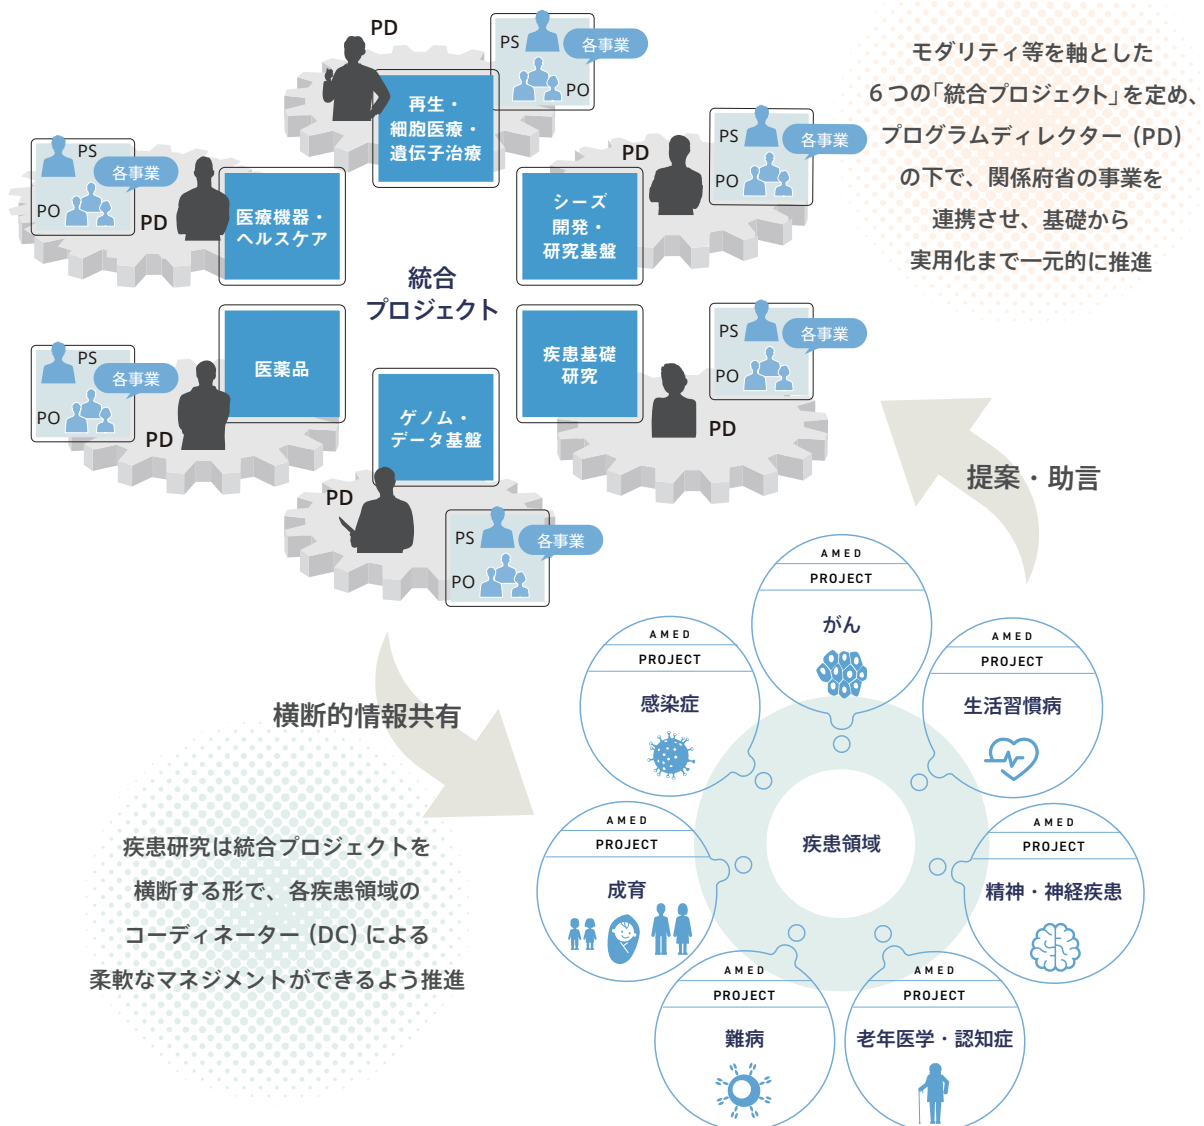 PD
PS
各事業
PO
再生・
細胞医療・
遺伝子治療
モダリティ等を軸とした
6つの「統合プロジェクト」を定め、
プログラムディレクター（PD）
の下で、関係府省の事業を
連携させ、基礎から
実用化まで一元的に推進
PS
各事業
PO
PD
医療機器・
ヘルスケア
PD
PS
各事業
PO
シーズ
開発・
研究基盤
統合
プロジェクト
PS
各事業
PO
PD
医薬品
疾患基礎
研究
PS
各事業
PO
PD
ゲノム・
データ基盤
PD
PS
各事業
PO
提案・助言
横断的情報共有
疾患研究は統合プロジェクトを
横断する形で、各疾患領域の
コーディネーター（DC）による
柔軟なマネジメントができるよう推進
疾患領域
AMED
PROJECT
がん
AMED
PROJECT
生活習慣病
AMED
PROJECT
精神・神経疾患
AMED
PROJECT
老年医学・認知症
AMED
PROJECT
難病
AMED
PROJECT
成育
AMED
PROJECT
感染症